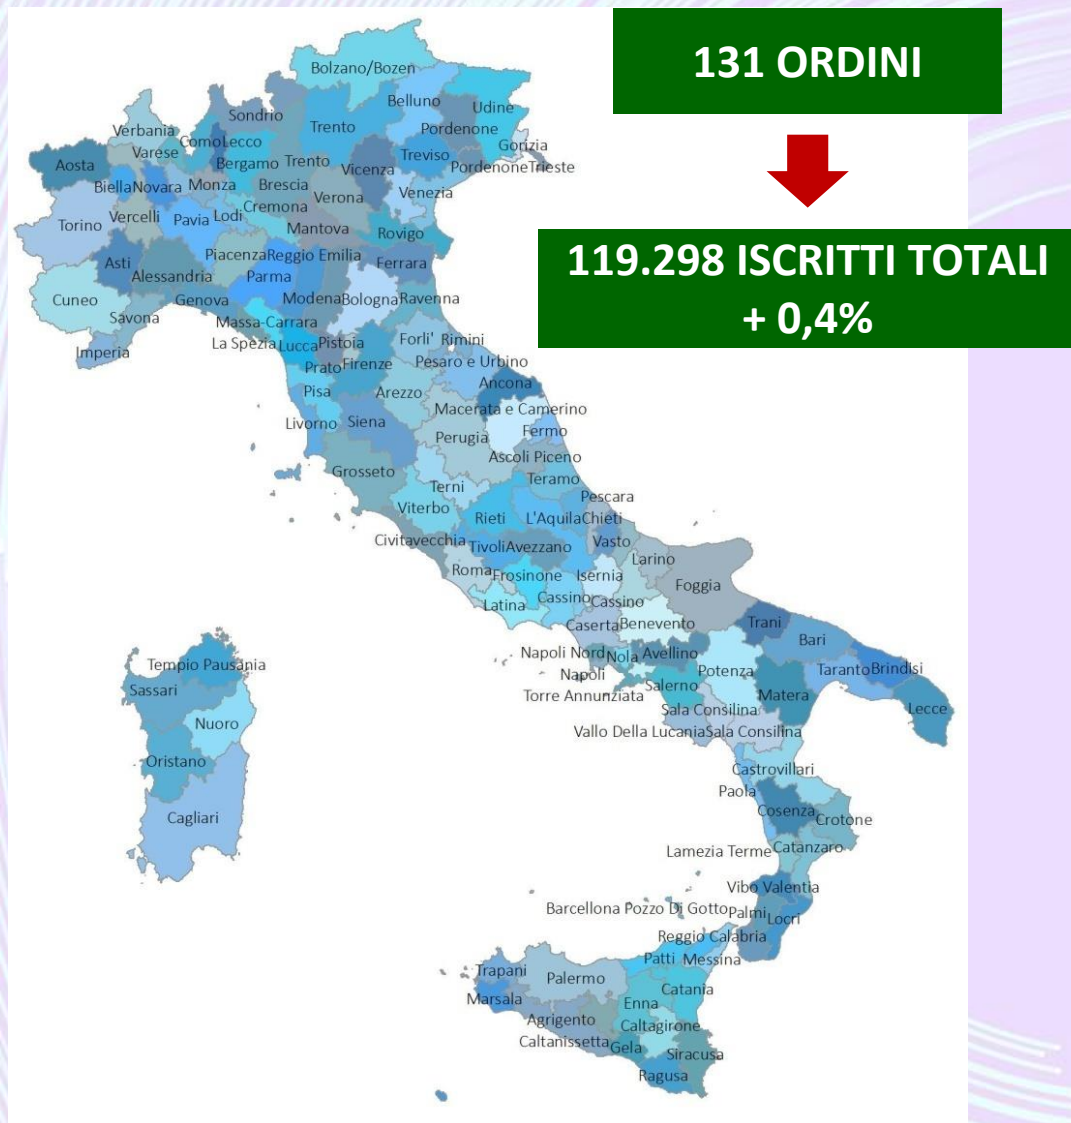 131 ORDINI
119.298 ISCRITTI TOTALI
+ 0,4%
Bolzano/Bozen
Belluno
Udine
Sondrio
Trento
Pordenone
Verbania
Gorizia
Varese
Como
Lecco
Treviso
Aosta
Bergamo
Trento
Vicenza
Pordenone
Trieste
Biella
Novara
Monza
Brescia
Verona
Venezia
Torino
Vercelli
Pavia
Lodi
Cremona
Mantova
Rovigo
Asti
Piacenza
Reggio Emilia
Ferrara
Alessandria
Parma
Cuneo
Genova
Modena
Bologna
Ravenna
Savona
Massa-Carrara
Imperia
La Spezia
Lucca
Pistoia
Forli'
Rimini
Prato
Firenze
Pesaro e Urbino
Pisa
Arezzo
Ancona
Macerata e Camerino
Livorno
Siena
Perugia
Fermo
Ascoli Piceno
Grosseto
Terni
Teramo
Viterbo
Rieti
Pescara
L'Aquila
Chieti
Civitavecchia
Tivoli
Avezzano
Vasto
Larino
Roma
Frosinone
Isernia
Foggia
Latina
Cassino
Cassino
Caserta
Benevento
Trani
Bari
Napoli Nord
Nola
Avellino
Tempio Pausania
Napoli
Potenza
Taranto
Brindisi
Sassari
Torre Annunziata
Salerno
Matera
Nuoro
Sala Consilina
Lecce
Vallo Della Lucania
Sala Consilina
Oristano
Castrovillari
Paola
Cagliari
Cosenza
Crotone
Lamezia Terme
Catanzaro
Vibo Valentia
Barcellona Pozzo Di Gotto
Palmi
Locri
Reggio Calabria
Patti
Messina
Trapani
Palermo
Marsala
Catania
Enna
Agrigento
Caltagirone
Caltanissetta
Gela
Siracusa
Ragusa